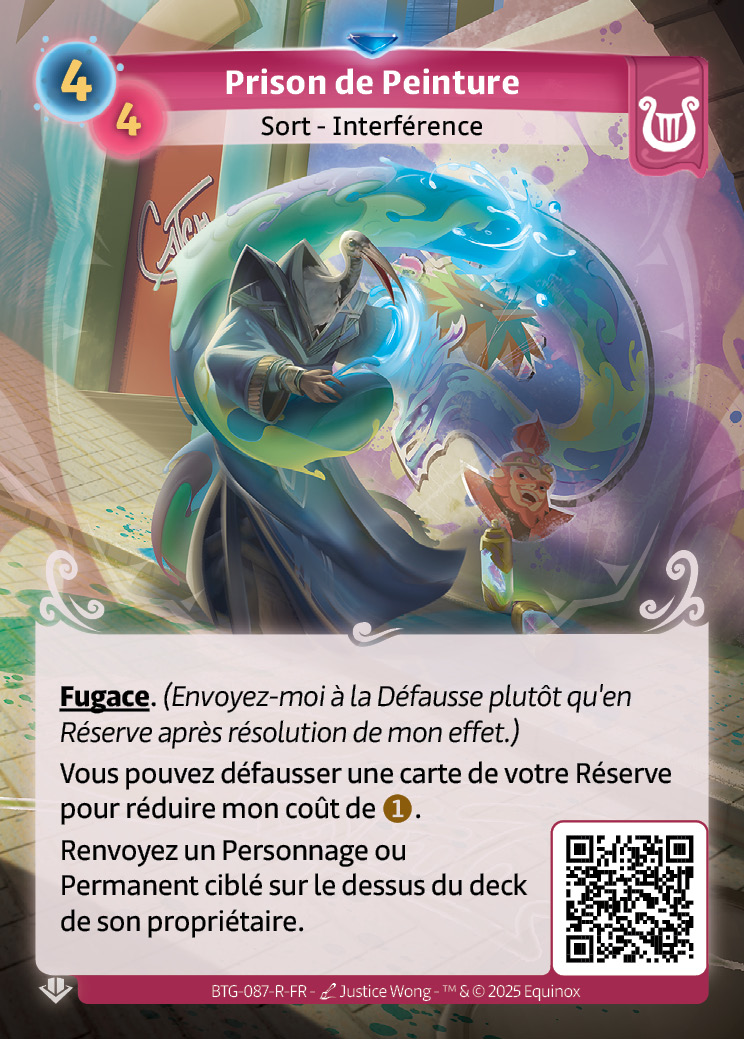 4
Prison de Peinture
4
Sort - Interférence
Catch
Fugace. (Envoyez-moi à la Défausse plutôt qu'en
Réserve après résolution de mon effet.)
Vous pouvez défausser une carte de votre Réserve
pour réduire mon coût de 1.
Renvoyez un Personnage ou
Permanent ciblé sur le dessus du deck
de son propriétaire.
BTG-087-R-FR - Justice Wong - ™ & © 2025 Equinox